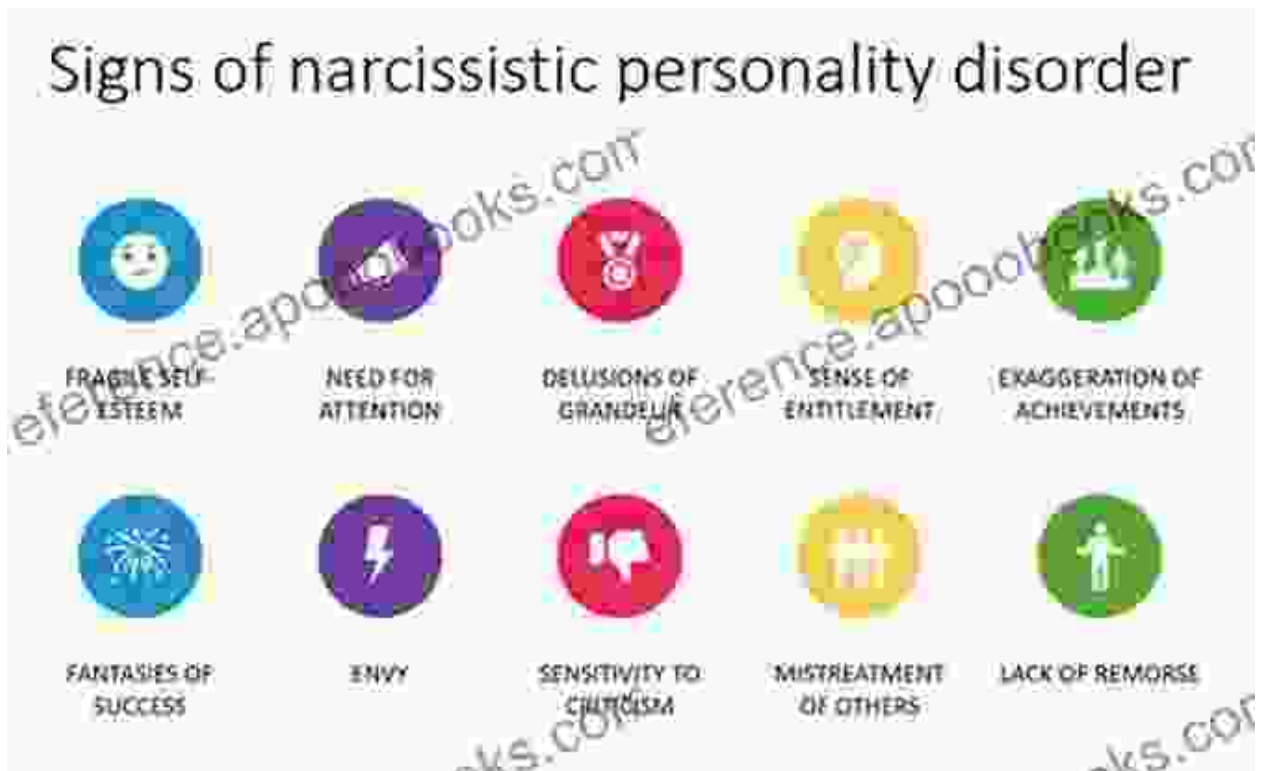 Signs of narcissistic personality disorder
FRAGILE SELF-
ESTEEM
NEED FOR
ATTENTION
DELUSIONS OF
GRANDEUR
SENSE OF
ENTITLEMENT
EXAGGERATION OF
ACHIEVEMENTS
FANTASIES OF
SUCCESS
ENVY
SENSITIVITY TO
CRITICISM
MISTREATMENT
OF OTHERS
LACK OF REMORSE